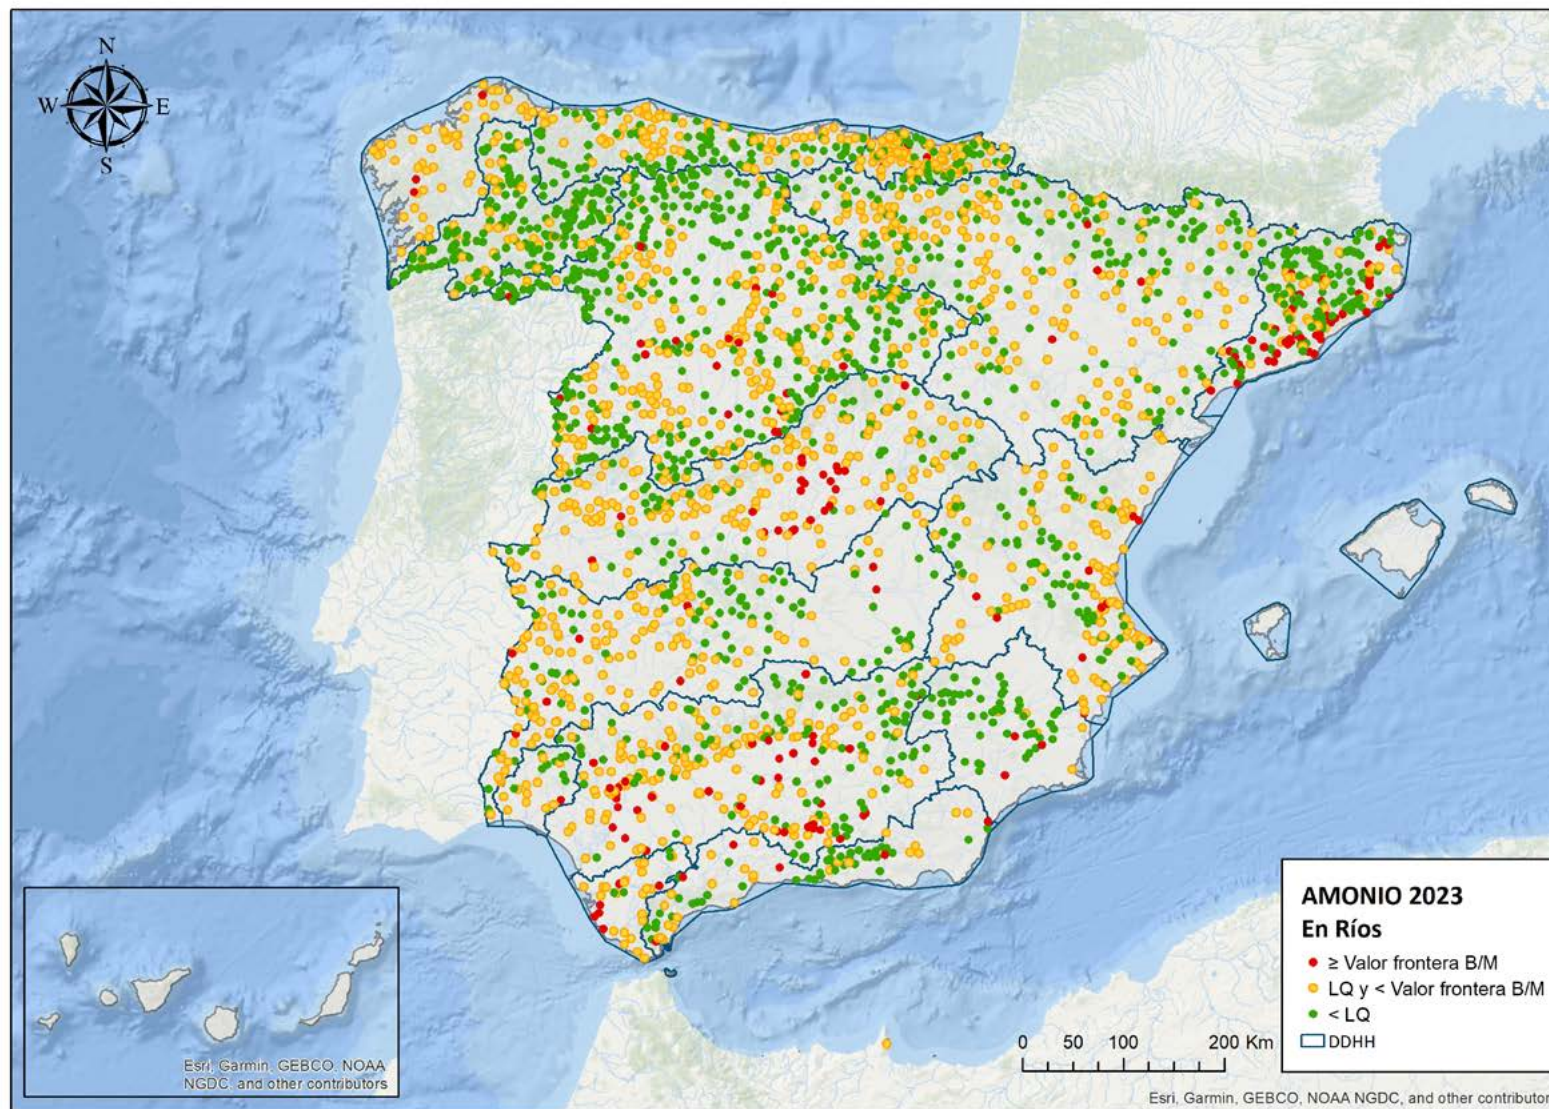 N
W E
S
AMONIO 2023
En Ríos
≥ Valor frontera B/M
LQ y < Valor frontera B/M
< LQ
DDHH
0 50 100 200 Km
Esri, Garmin, GEBCO, NOAA
NGDC, and other contributors
Esri, Garmin, GEBCO, NOAA NGDC, and other contributor